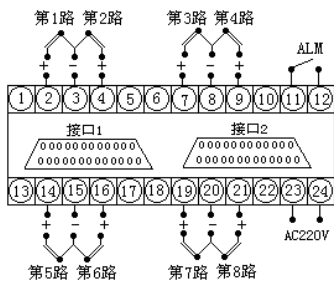 第1路 第2路 第3路 第4路
ALM
+ - + + - +
1 2 3 4 5 6 7 8 9 10 11 12
接口1 接口2
13 14 15 16 17 18 19 20 21 22 23 24
+ - + + - +
AC220V
第5路 第6路 第7路 第8路